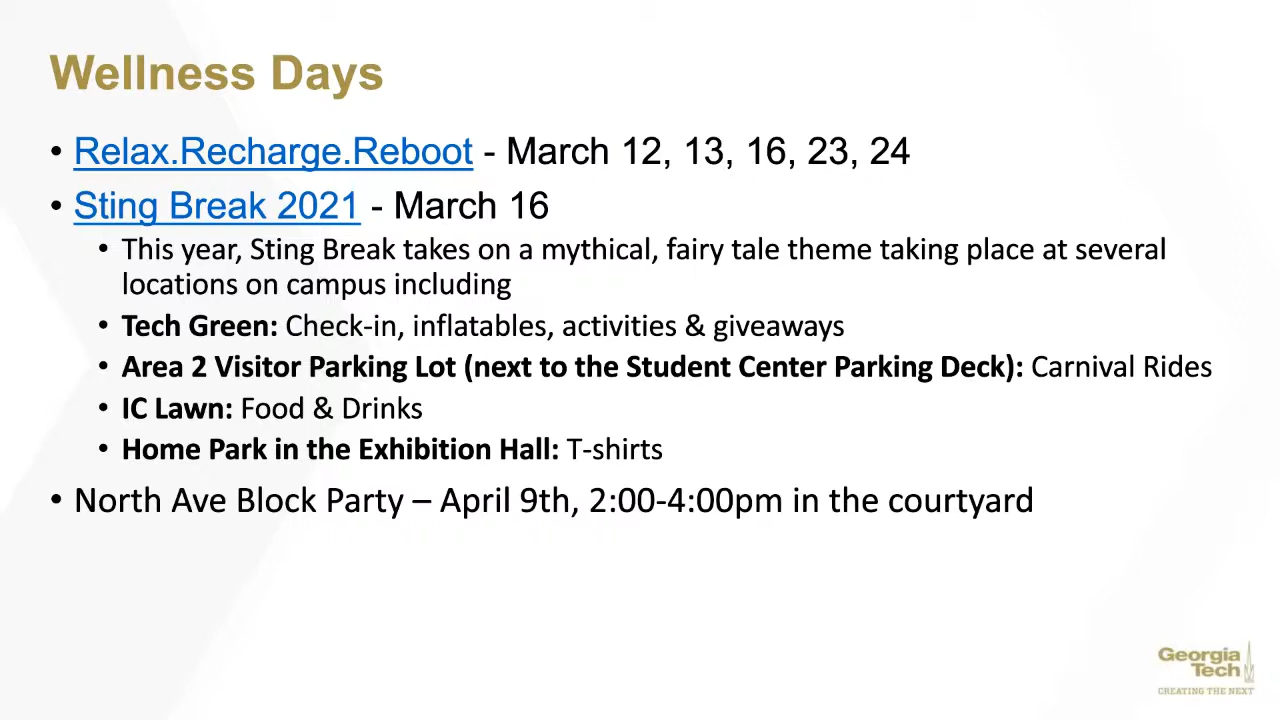 Wellness Days
• Relax.Recharge.Reboot - March 12, 13, 16, 23, 24
• Sting Break 2021 - March 16
• This year, Sting Break takes on a mythical, fairy tale theme taking place at several
locations on campus including
• Tech Green: Check-in, inflatables, activities & giveaways
• Area 2 Visitor Parking Lot (next to the Student Center Parking Deck): Carnival Rides
• IC Lawn: Food & Drinks
• Home Park in the Exhibition Hall: T-shirts
• North Ave Block Party – April 9th, 2:00-4:00pm in the courtyard
Georgia
Tech
CREATING THE NEXT